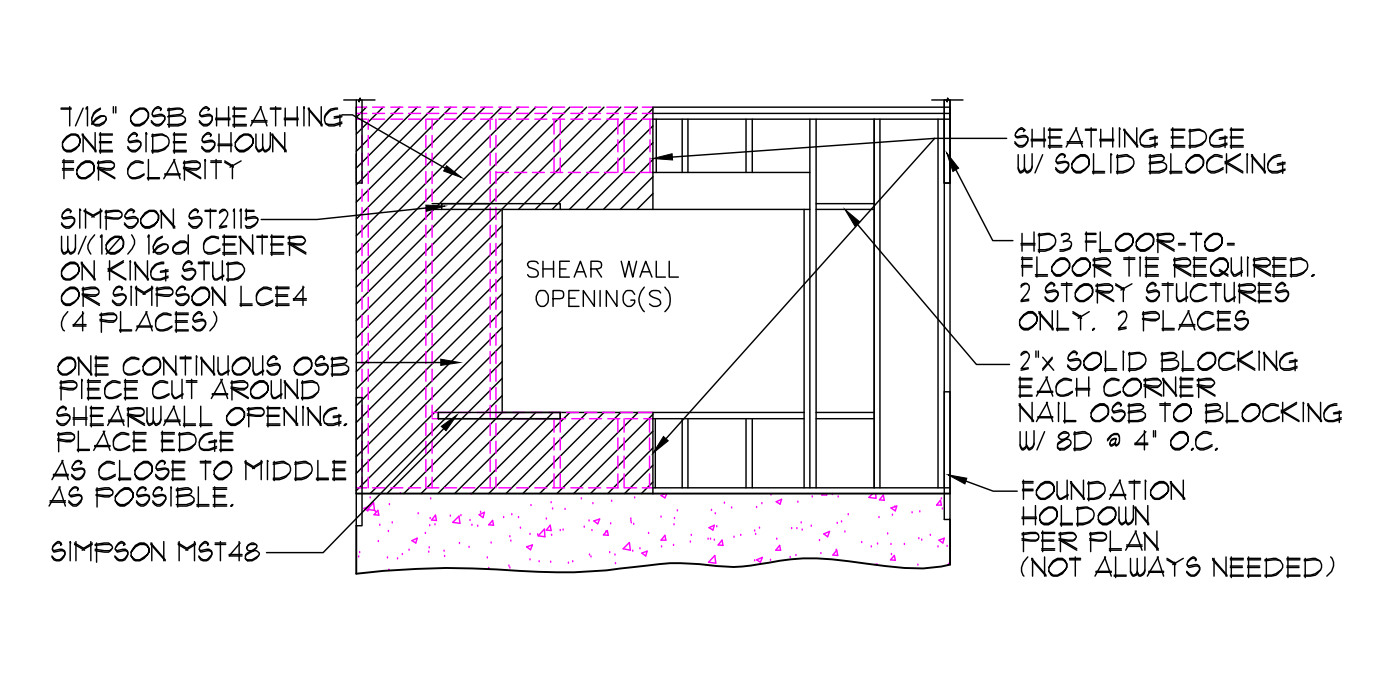 7/16" OSB SHEATHING
ONE SIDE SHOWN
FOR CLARITY
SIMPSON ST2115
W/(10) 16d CENTER
ON KING STUD
OR SIMPSON LCE4
(4 PLACES)
ONE CONTINUOUS OSB
PIECE CUT AROUND
SHEARWALL OPENING.
PLACE EDGE
AS CLOSE TO MIDDLE
AS POSSIBLE.
SIMPSON MST48
SHEAR WALL
OPENING(S)
SHEATHING EDGE
W/ SOLID BLOCKING
HD3 FLOOR-TO-
FLOOR TIE REQUIRED.
2 STORY STUCTURES
ONLY. 2 PLACES
2"x SOLID BLOCKING
EACH CORNER
NAIL OSB TO BLOCKING
W/ 8D @ 4" O.C.
FOUNDATION
HOLDOWN
PER PLAN
(NOT ALWAYS NEEDED)